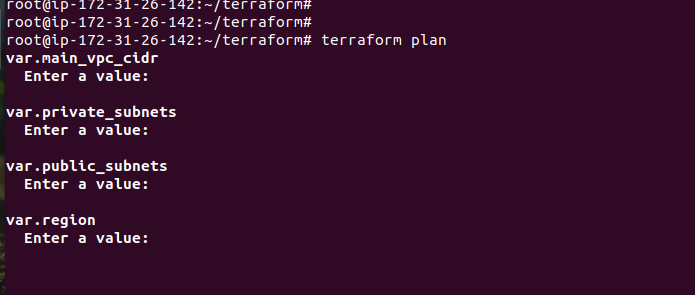 root@ip-172-31-26-142:~/terraform#
root@ip-172-31-26-142:~/terraform#
root@ip-172-31-26-142:~/terraform# terraform plan
var.main_vpc_cidr
  Enter a value:
var.private_subnets
  Enter a value:
var.public_subnets
  Enter a value:
var.region
  Enter a value: